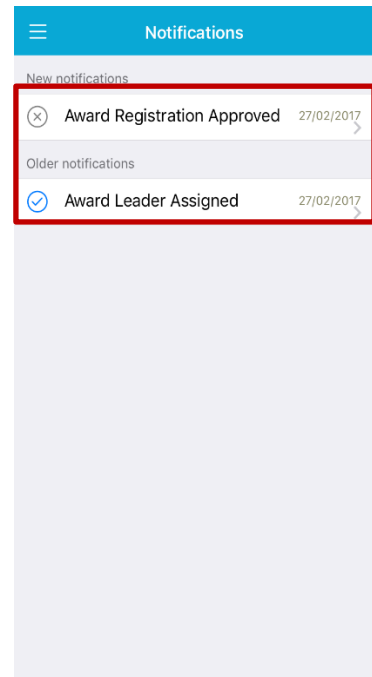 Notifications
New notifications
Award Registration Approved 27/02/2017
Older notifications
Award Leader Assigned 27/02/2017